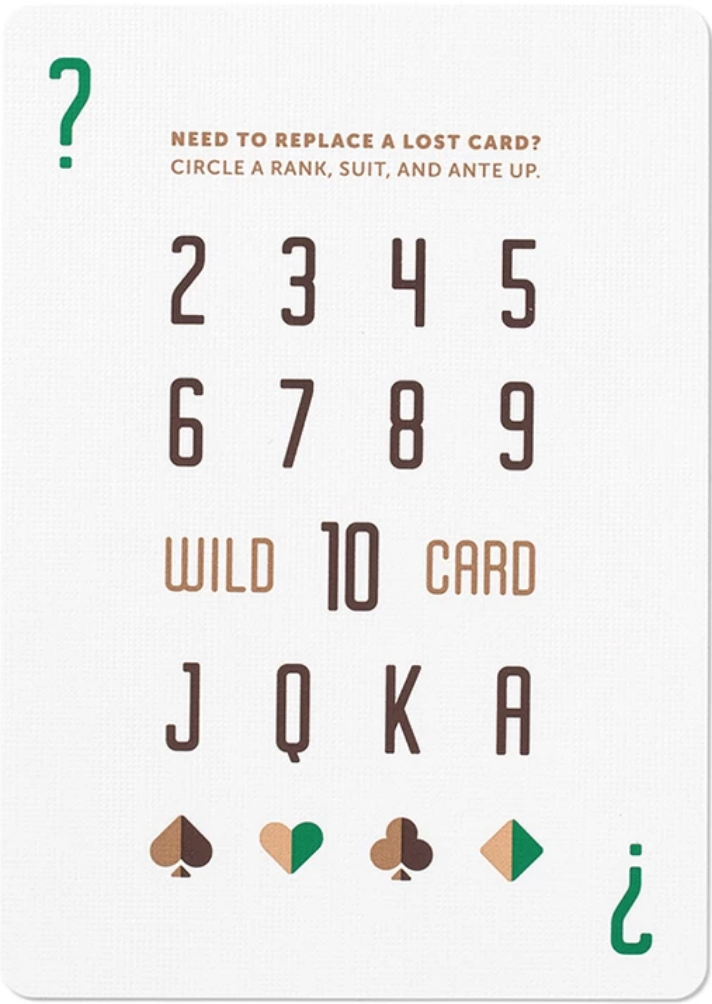 ?
NEED TO REPLACE A LOST CARD?
CIRCLE A RANK, SUIT, AND ANTE UP.
2 3 4 5
6 7 8 9
WILD 10 CARD
J Q K A
?